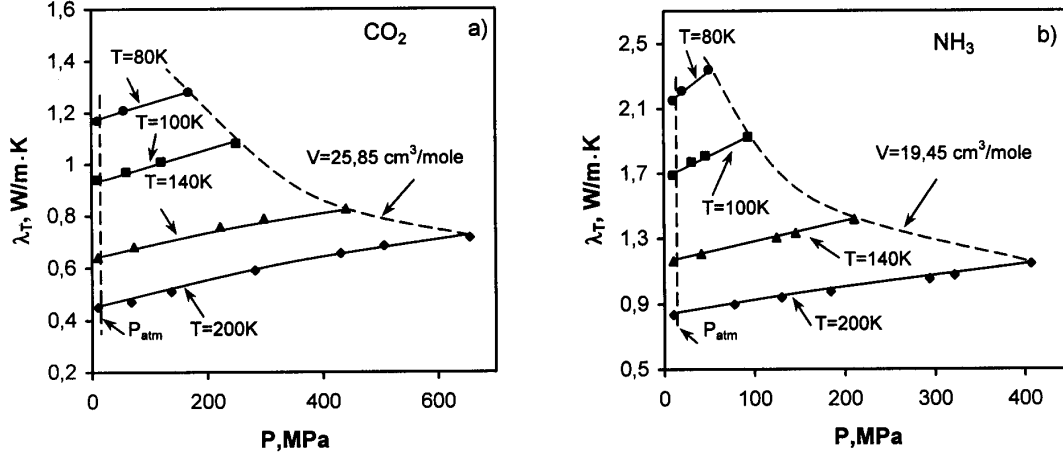 CO₂
a)
1,6
1,4
1,2
1
0,8
0,6
0,4
0,2
λT, W/m·K
T=80K
T=100K
T=140K
T=200K
V=25,85 cm³/mole
Patm
0
200
400
600
P,MPa
NH₃
b)
2,5
2,1
1,7
1,3
0,9
0,5
λT, W/m·K
T=80K
T=100K
T=140K
T=200K
V=19,45 cm³/mole
Patm
0
100
200
300
400
P,MPa